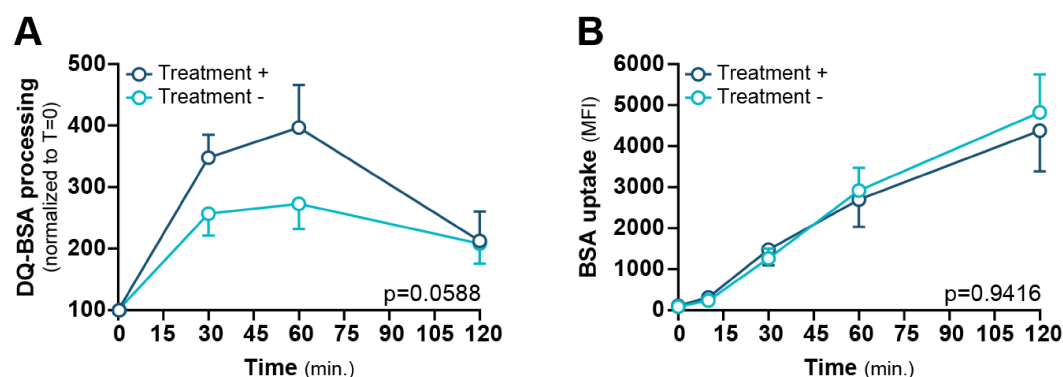 A
DQ-BSA processing
(normalized to T=0)
500
400
300
200
100
Treatment +
Treatment -
p=0.0588
0 15 30 45 60 75 90 105 120
Time (min.)
B
BSA uptake (MFI)
6000
5000
4000
3000
2000
1000
0
Treatment +
Treatment -
p=0.9416
0 15 30 45 60 75 90 105 120
Time (min.)